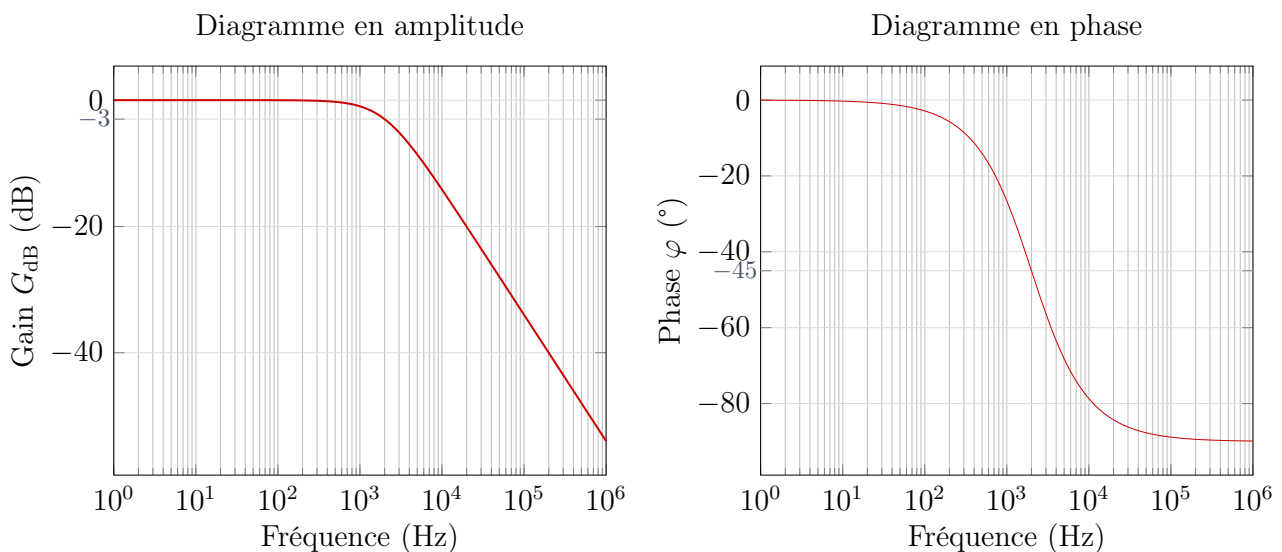 Diagramme en amplitude
Gain G_dB (dB)
0
−3
−20
−40
10^0 10^1 10^2 10^3 10^4 10^5 10^6
Fréquence (Hz)
Diagramme en phase
Phase φ (°)
0
−20
−40
−45
−60
−80
10^0 10^1 10^2 10^3 10^4 10^5 10^6
Fréquence (Hz)